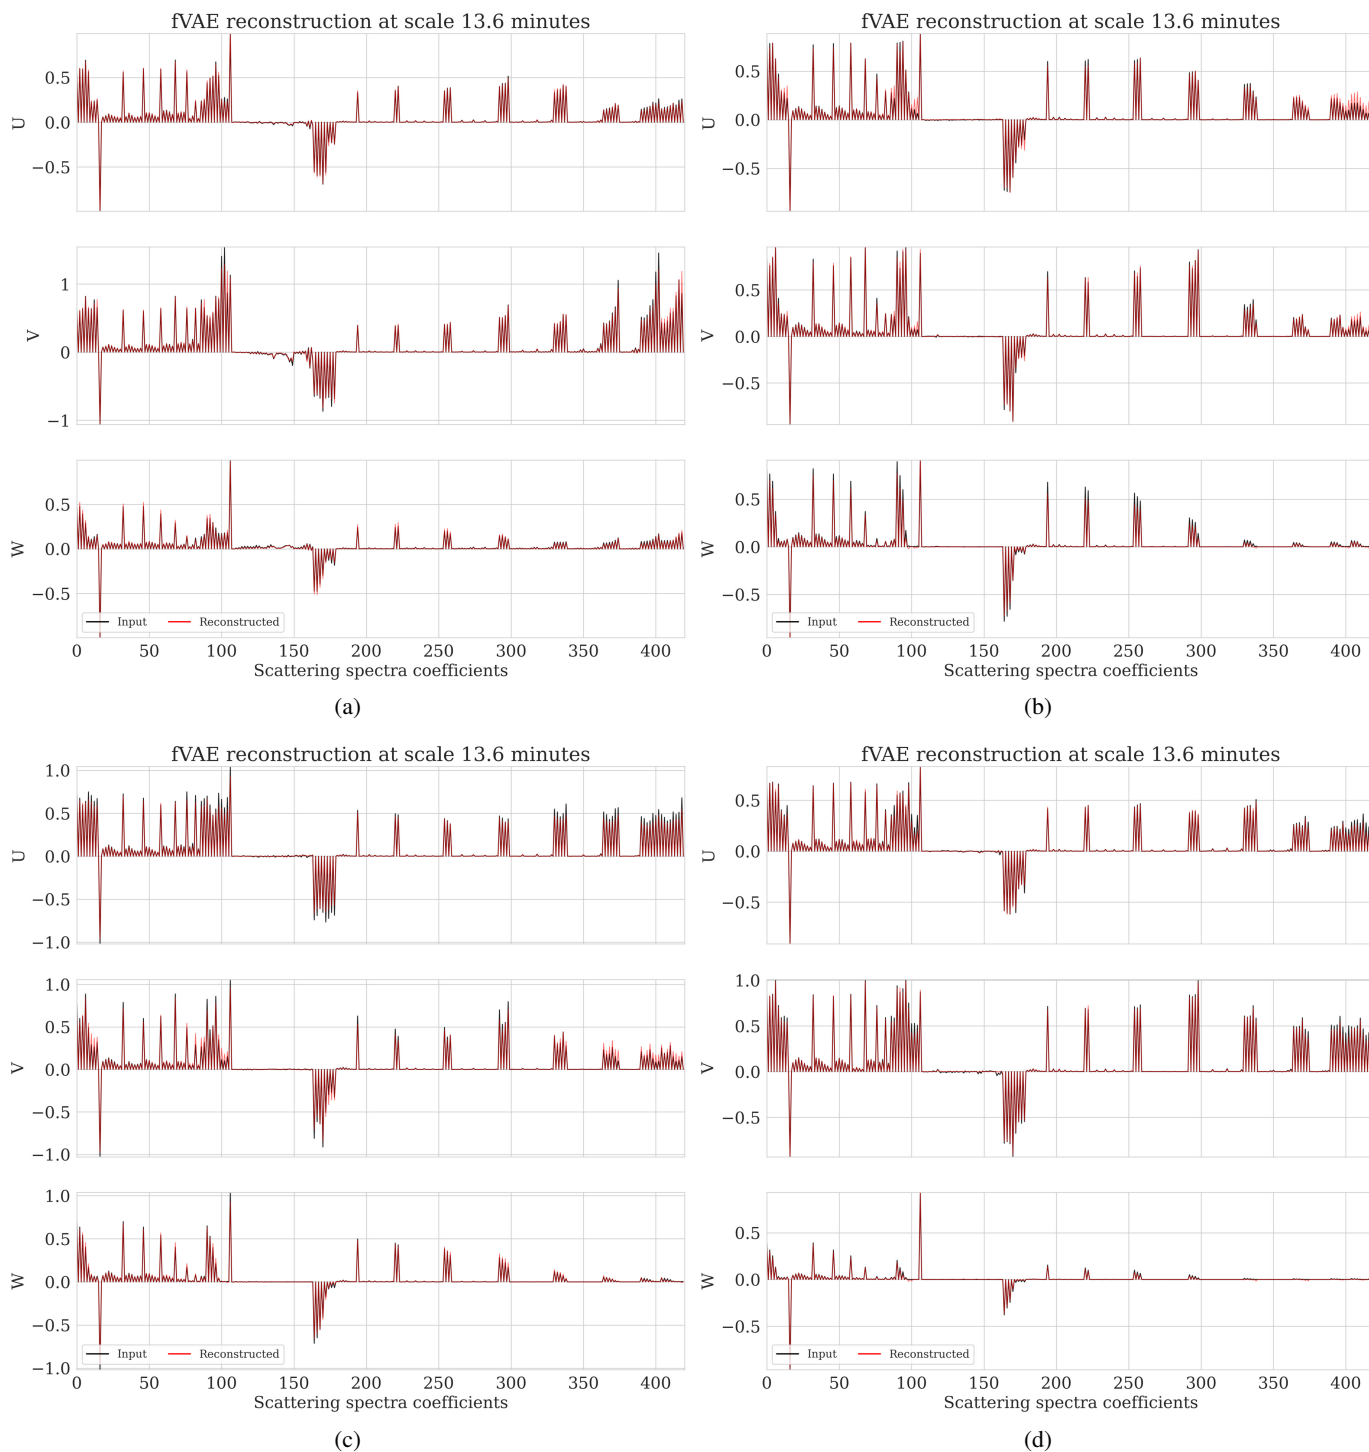 fVAE reconstruction at scale 13.6 minutes
0.5
0.0
−0.5
U
1
0
−1
V
0.5
0.0
−0.5
W
Input Reconstructed
0 50 100 150 200 250 300 350 400
Scattering spectra coefficients
(a)
fVAE reconstruction at scale 13.6 minutes
0.5
0.0
−0.5
U
0.5
0.0
−0.5
V
0.5
0.0
−0.5
W
Input Reconstructed
0 50 100 150 200 250 300 350 400
Scattering spectra coefficients
(b)
fVAE reconstruction at scale 13.6 minutes
1.0
0.5
0.0
−0.5
−1.0
U
1.0
0.5
0.0
−0.5
−1.0
V
1.0
0.5
0.0
−0.5
−1.0
W
Input Reconstructed
0 50 100 150 200 250 300 350 400
Scattering spectra coefficients
(c)
fVAE reconstruction at scale 13.6 minutes
0.5
0.0
−0.5
U
1.0
0.5
0.0
−0.5
V
0.5
0.0
−0.5
W
Input Reconstructed
0 50 100 150 200 250 300 350 400
Scattering spectra coefficients
(d)